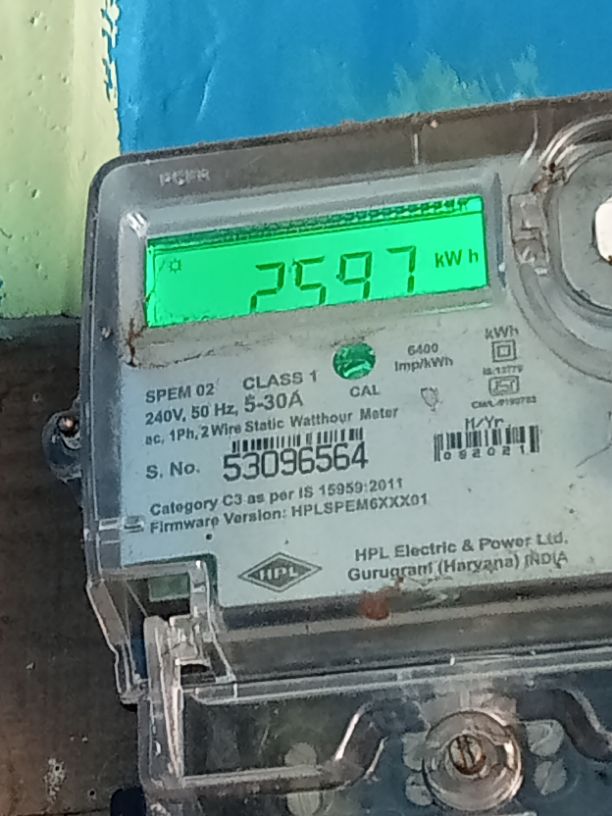 2597 kWh
SPEM 02 CLASS 1
240V, 50 Hz, 5-30A
ac, 1Ph, 2 Wire Static Watthour Meter
CAL
6400
Imp/kWh
kWh
IS:13779
S. No. 53096564
M/Yr.
092021
Category C3 as per IS 15959:2011
Firmware Version: HPLSPEM6XXX01
HPL
HPL Electric & Power Ltd.
Gurugram (Haryana) INDIA